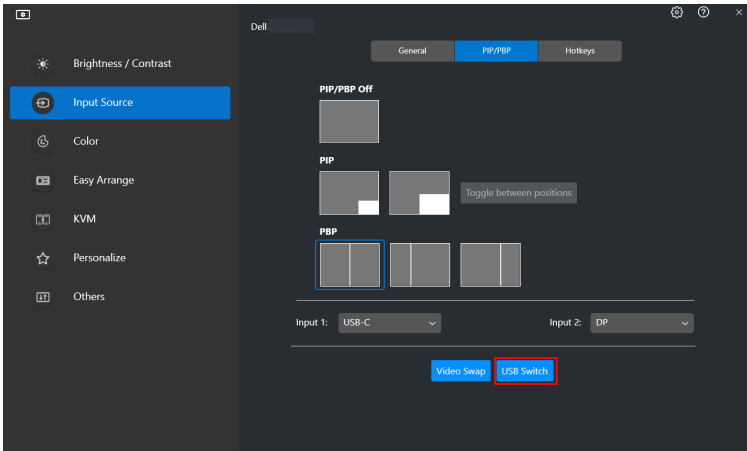 Dell
General
PIP/PBP
Hotkeys
Brightness / Contrast
Input Source
Color
Easy Arrange
KVM
Personalize
Others
PIP/PBP Off
PIP
Toggle between positions
PBP
Input 1: USB-C
Input 2: DP
Video Swap
USB Switch